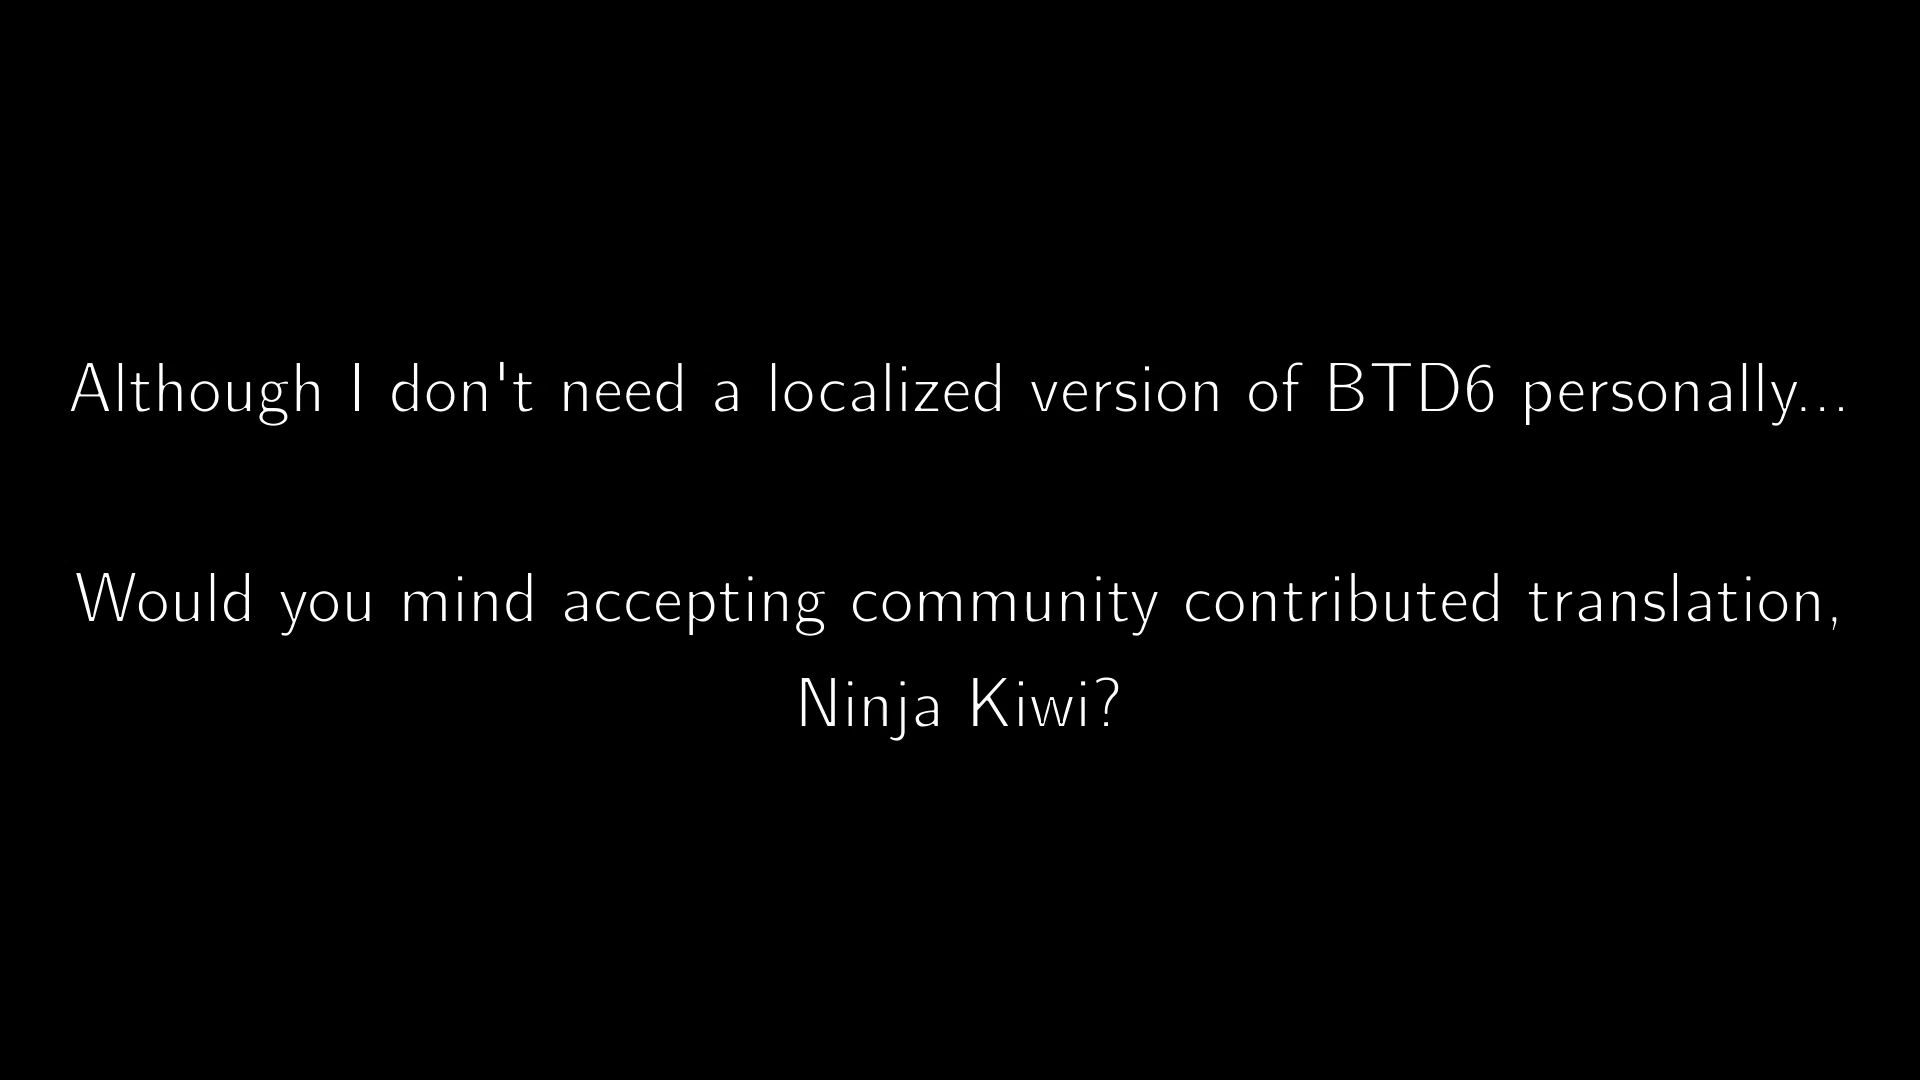 Although I don't need a localized version of BTD6 personally...
Would you mind accepting community contributed translation,
Ninja Kiwi?